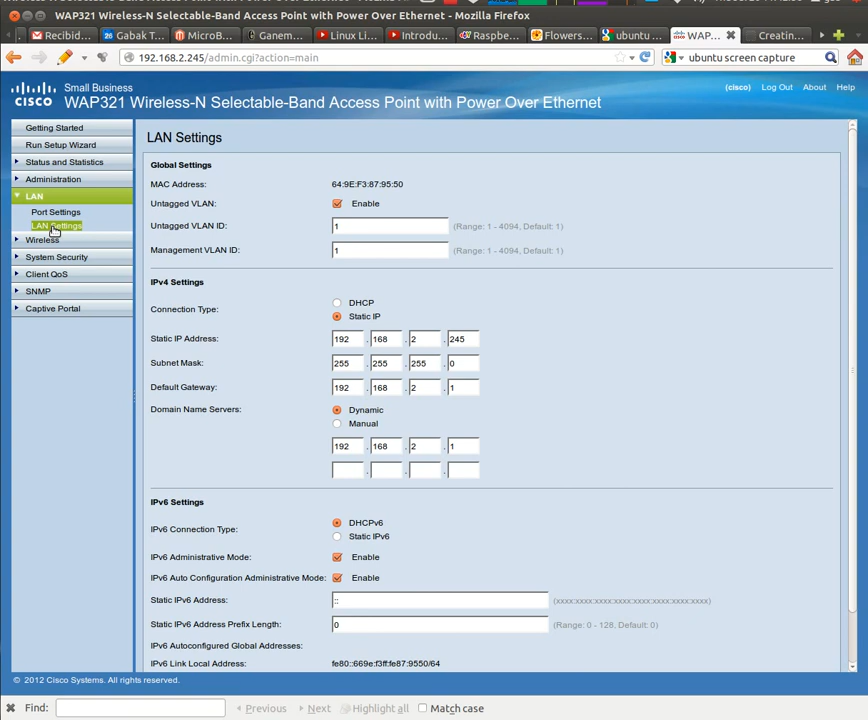 WAP321 Wireless-N Selectable-Band Access Point with Power Over Ethernet - Mozilla Firefox
Recibid... Gabak T... MicroB... Ganem... Linux Li... Introdu... Raspbe... Flowers... ubuntu ... WAP,... Creatin...
192.168.2.245/admin.cgi?action=main
ubuntu screen capture
cisco
Small Business
WAP321 Wireless-N Selectable-Band Access Point with Power Over Ethernet
(cisco) Log Out About Help
Getting Started
Run Setup Wizard
Status and Statistics
Administration
LAN
Port Settings
LAN Settings
Wireless
System Security
Client QoS
SNMP
Captive Portal
LAN Settings
Global Settings
MAC Address: 64:9E:F3:87:95:50
Untagged VLAN: Enable
Untagged VLAN ID: 1 (Range: 1 - 4094, Default: 1)
Management VLAN ID: 1 (Range: 1 - 4094, Default: 1)
IPv4 Settings
Connection Type: DHCP
Static IP
Static IP Address: 192 . 168 . 2 . 245
Subnet Mask: 255 . 255 . 255 . 0
Default Gateway: 192 . 168 . 2 . 1
Domain Name Servers: Dynamic
Manual
192 . 168 . 2 . 1
. . .
IPv6 Settings
IPv6 Connection Type: DHCPv6
Static IPv6
IPv6 Administrative Mode: Enable
IPv6 Auto Configuration Administrative Mode: Enable
Static IPv6 Address: :: (xxxx:xxxx:xxxx:xxxx:xxxx:xxxx:xxxx:xxxx)
Static IPv6 Address Prefix Length: 0 (Range: 0 - 128, Default: 0)
IPv6 Autoconfigured Global Addresses:
IPv6 Link Local Address: fe80::669e:f3ff:fe87:9550/64
© 2012 Cisco Systems. All rights reserved.
Find: Previous Next Highlight all Match case